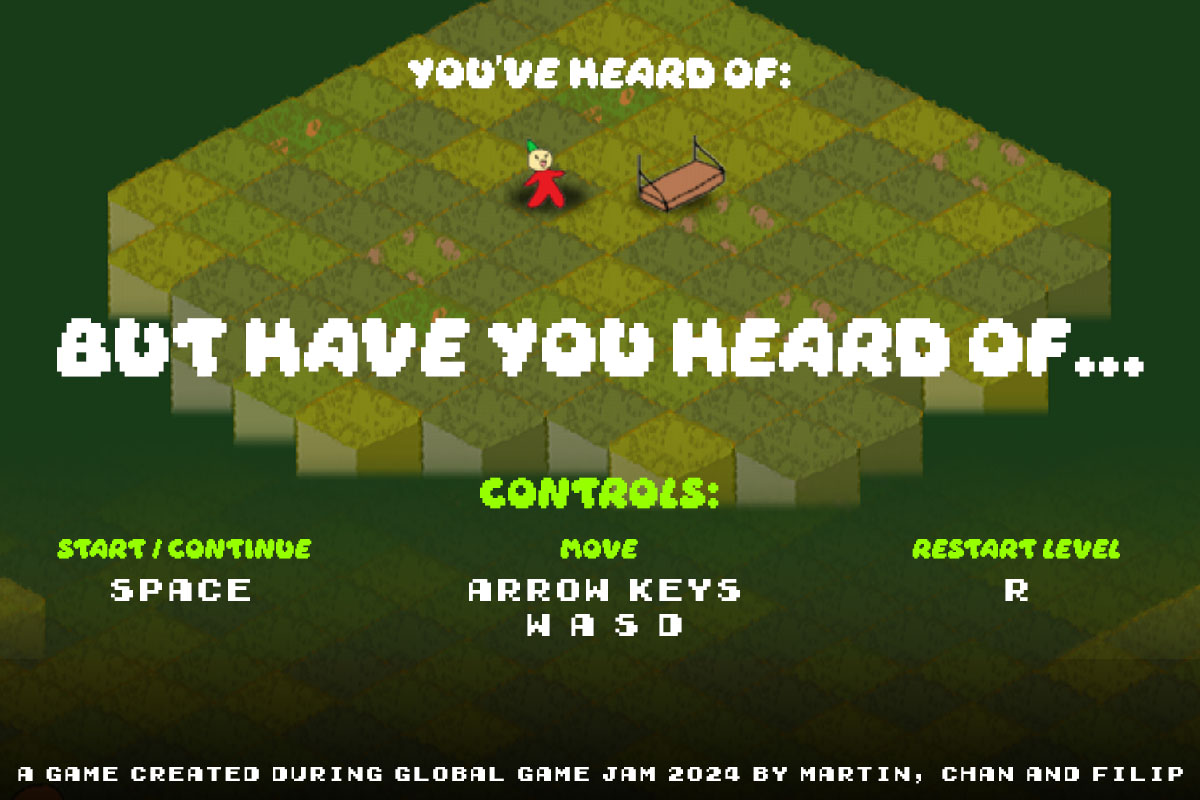 YOU'VE HEARD OF:
BUT HAVE YOU HEARD OF...
CONTROLS:
START / CONTINUE
SPACE
MOVE
ARROW KEYS
W A S D
RESTART LEVEL
R
A GAME CREATED DURING GLOBAL GAME JAM 2024 BY MARTIN, CHAN AND FILIP